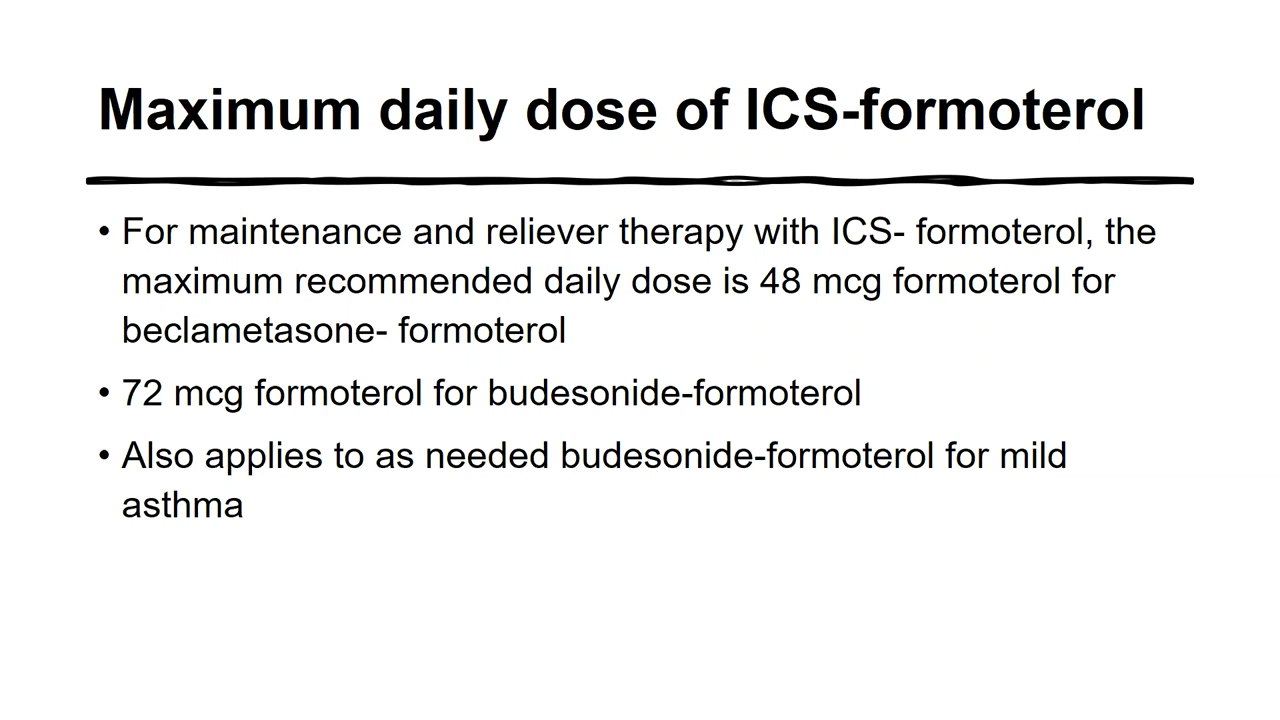 Maximum daily dose of ICS-formoterol
• For maintenance and reliever therapy with ICS- formoterol, the
maximum recommended daily dose is 48 mcg formoterol for
beclametasone- formoterol
• 72 mcg formoterol for budesonide-formoterol
• Also applies to as needed budesonide-formoterol for mild
asthma